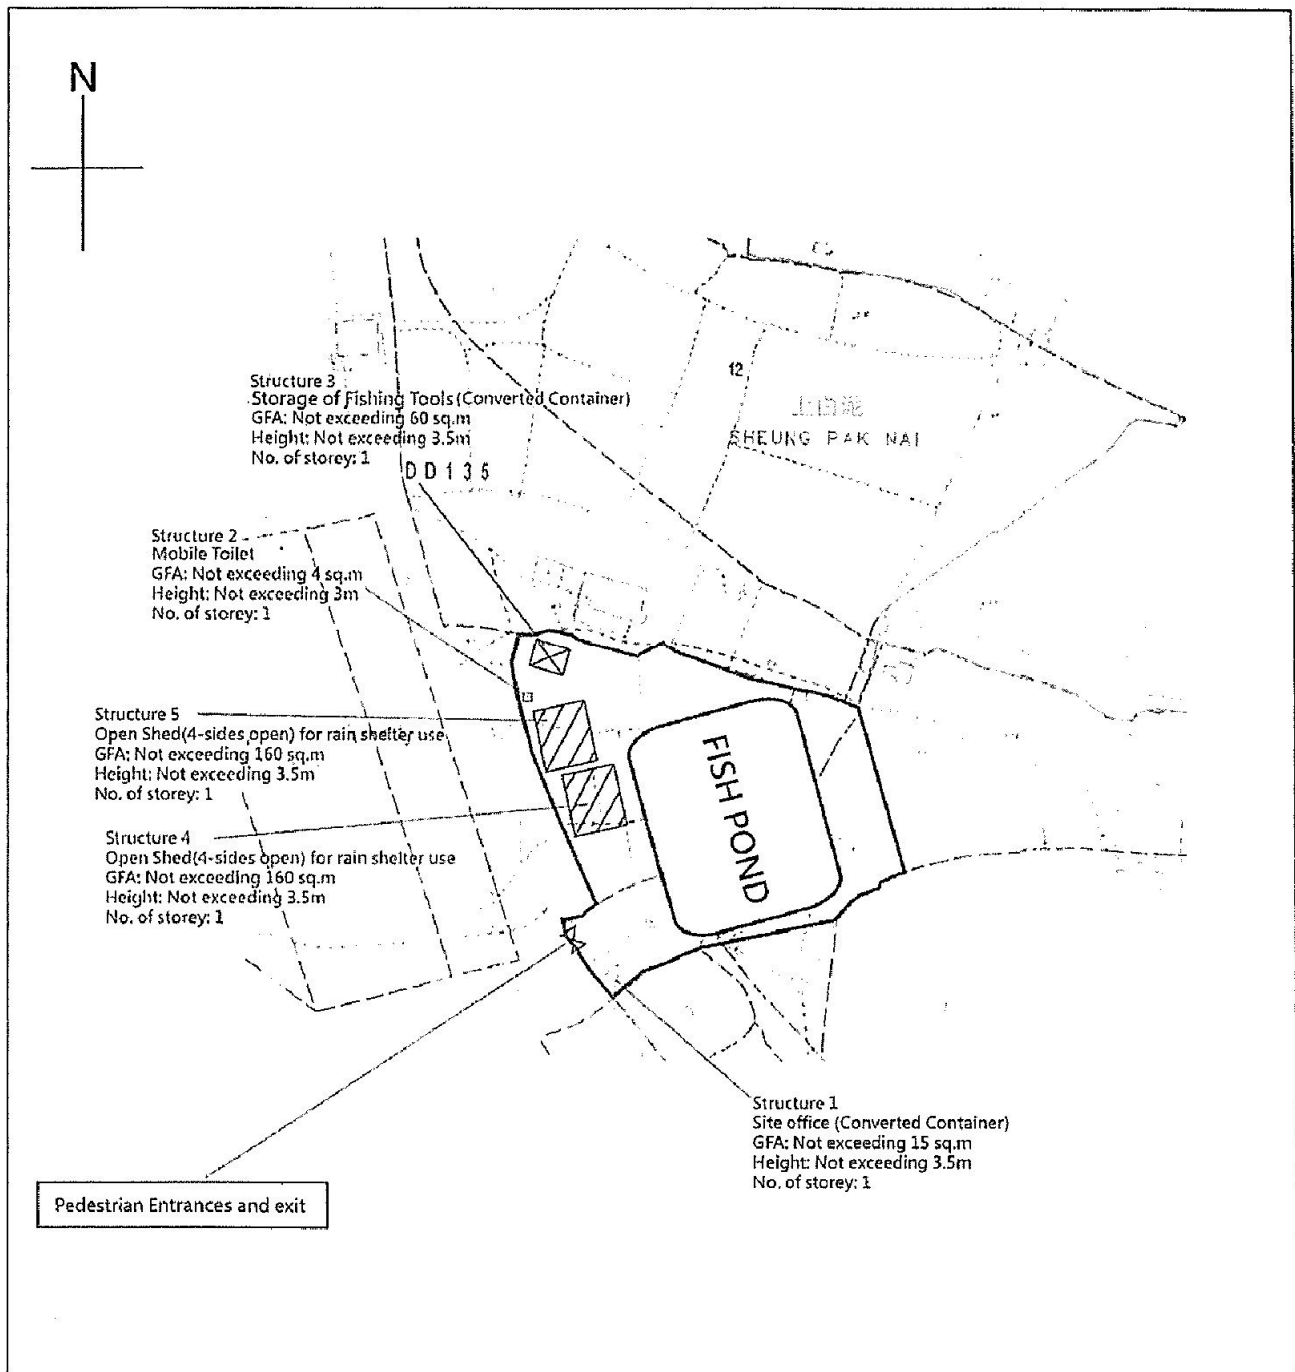 N
12
上白泥
SHEUNG PAK NAI
Structure 3
Storage of Fishing Tools (Converted Container)
GFA: Not exceeding 60 sq.m
Height: Not exceeding 3.5m
No. of storey: 1
DD135
Structure 2
Mobile Toilet
GFA: Not exceeding 4 sq.m
Height: Not exceeding 3m
No. of storey: 1
Structure 5
Open Shed(4-sides open) for rain shelter use
GFA: Not exceeding 160 sq.m
Height: Not exceeding 3.5m
No. of storey: 1
FISH POND
Structure 4
Open Shed(4-sides open) for rain shelter use
GFA: Not exceeding 160 sq.m
Height: Not exceeding 3.5m
No. of storey: 1
Structure 1
Site office (Converted Container)
GFA: Not exceeding 15 sq.m
Height: Not exceeding 3.5m
No. of storey: 1
Pedestrian Entrances and exit